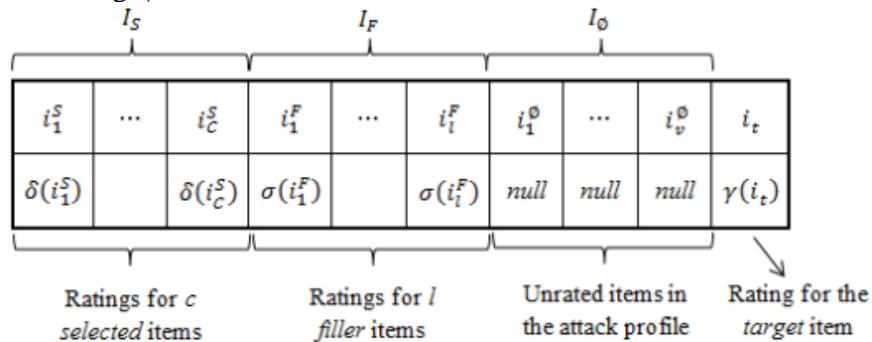 I_S I_F I_∅
i_1^S ... i_C^S i_1^F ... i_l^F i_1^∅ ... i_v^∅ i_t
δ(i_1^S) δ(i_C^S) σ(i_1^F) σ(i_l^F) null null null γ(i_t)
Ratings for c
selected items
Ratings for l
filler items
Unrated items in
the attack profile
Rating for the
target item